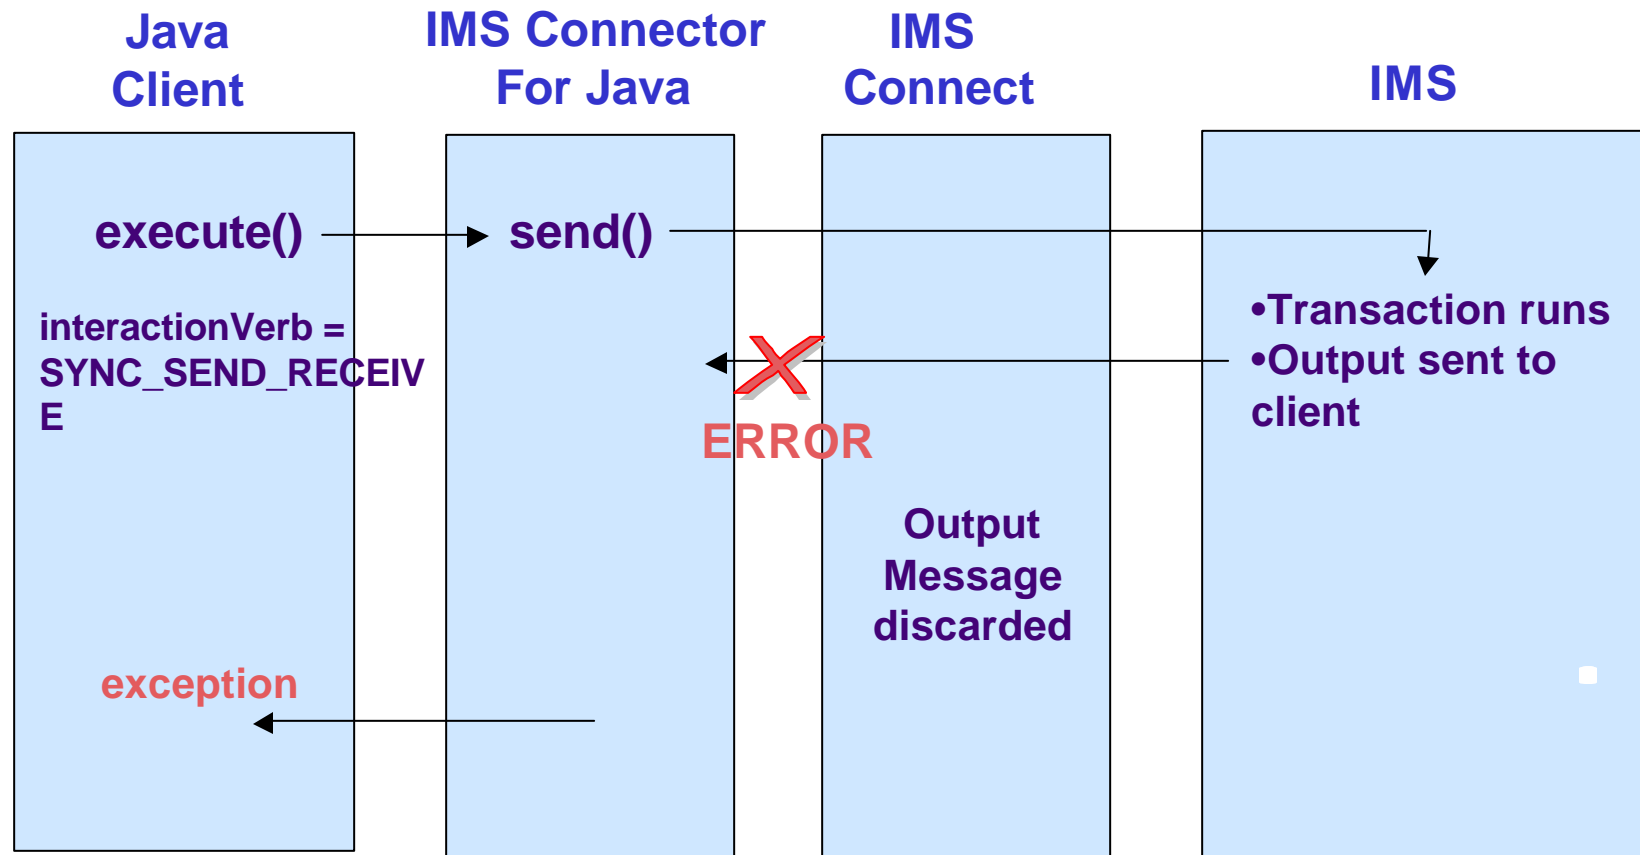 Java
Client
IMS Connector
For Java
IMS
Connect
IMS
execute()
send()
interactionVerb =
SYNC_SEND_RECEIV
E
•Transaction runs
•Output sent to
client
ERROR
Output
Message
discarded
exception